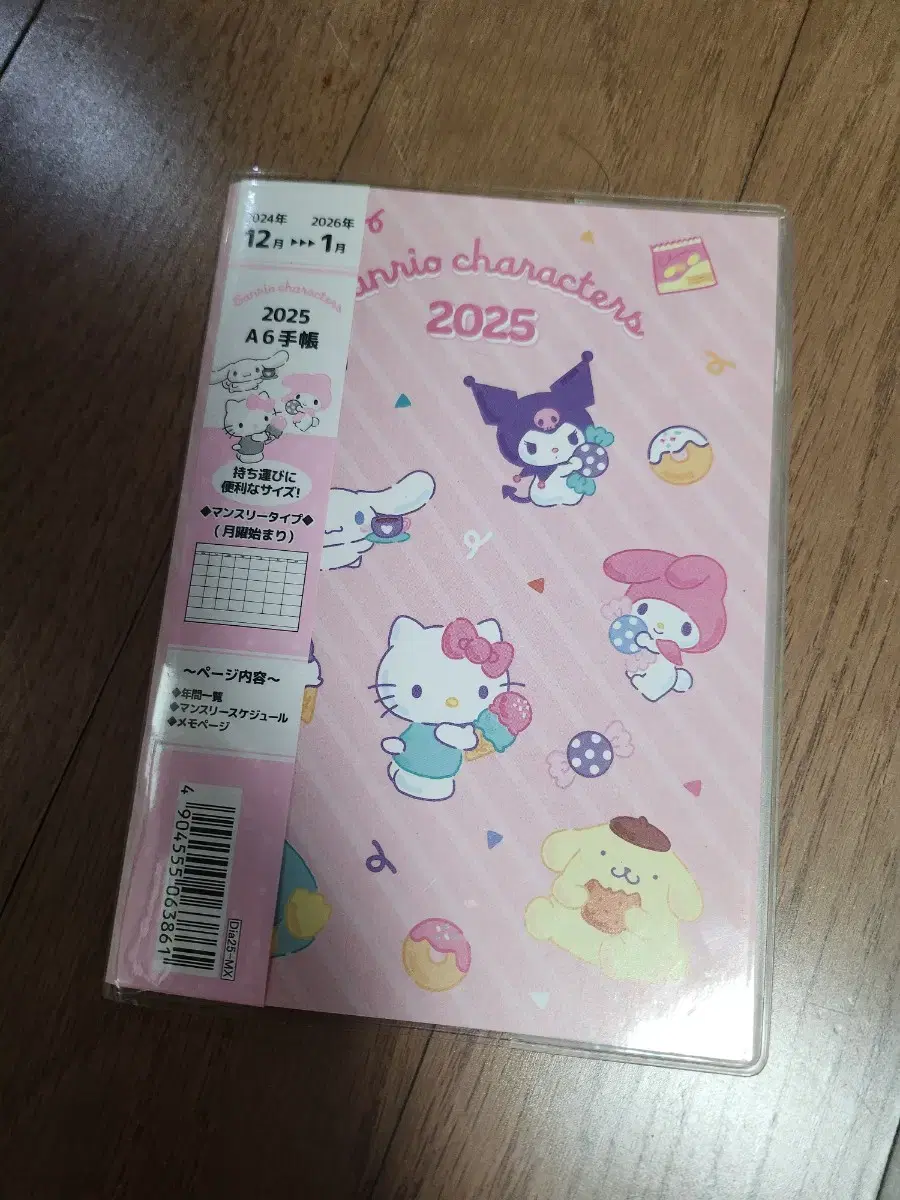 2024年 2026年
12月 ▸▸▸ 1月
Sanrio characters
2025
A6手帳
持ち運びに
便利なサイズ!
◆マンスリータイプ◆
(月曜始まり)
〜ページ内容〜
◆年間一覧
◆マンスリースケジュール
◆メモページ
4904555063861
Dia25-MX
Sanrio characters
2025